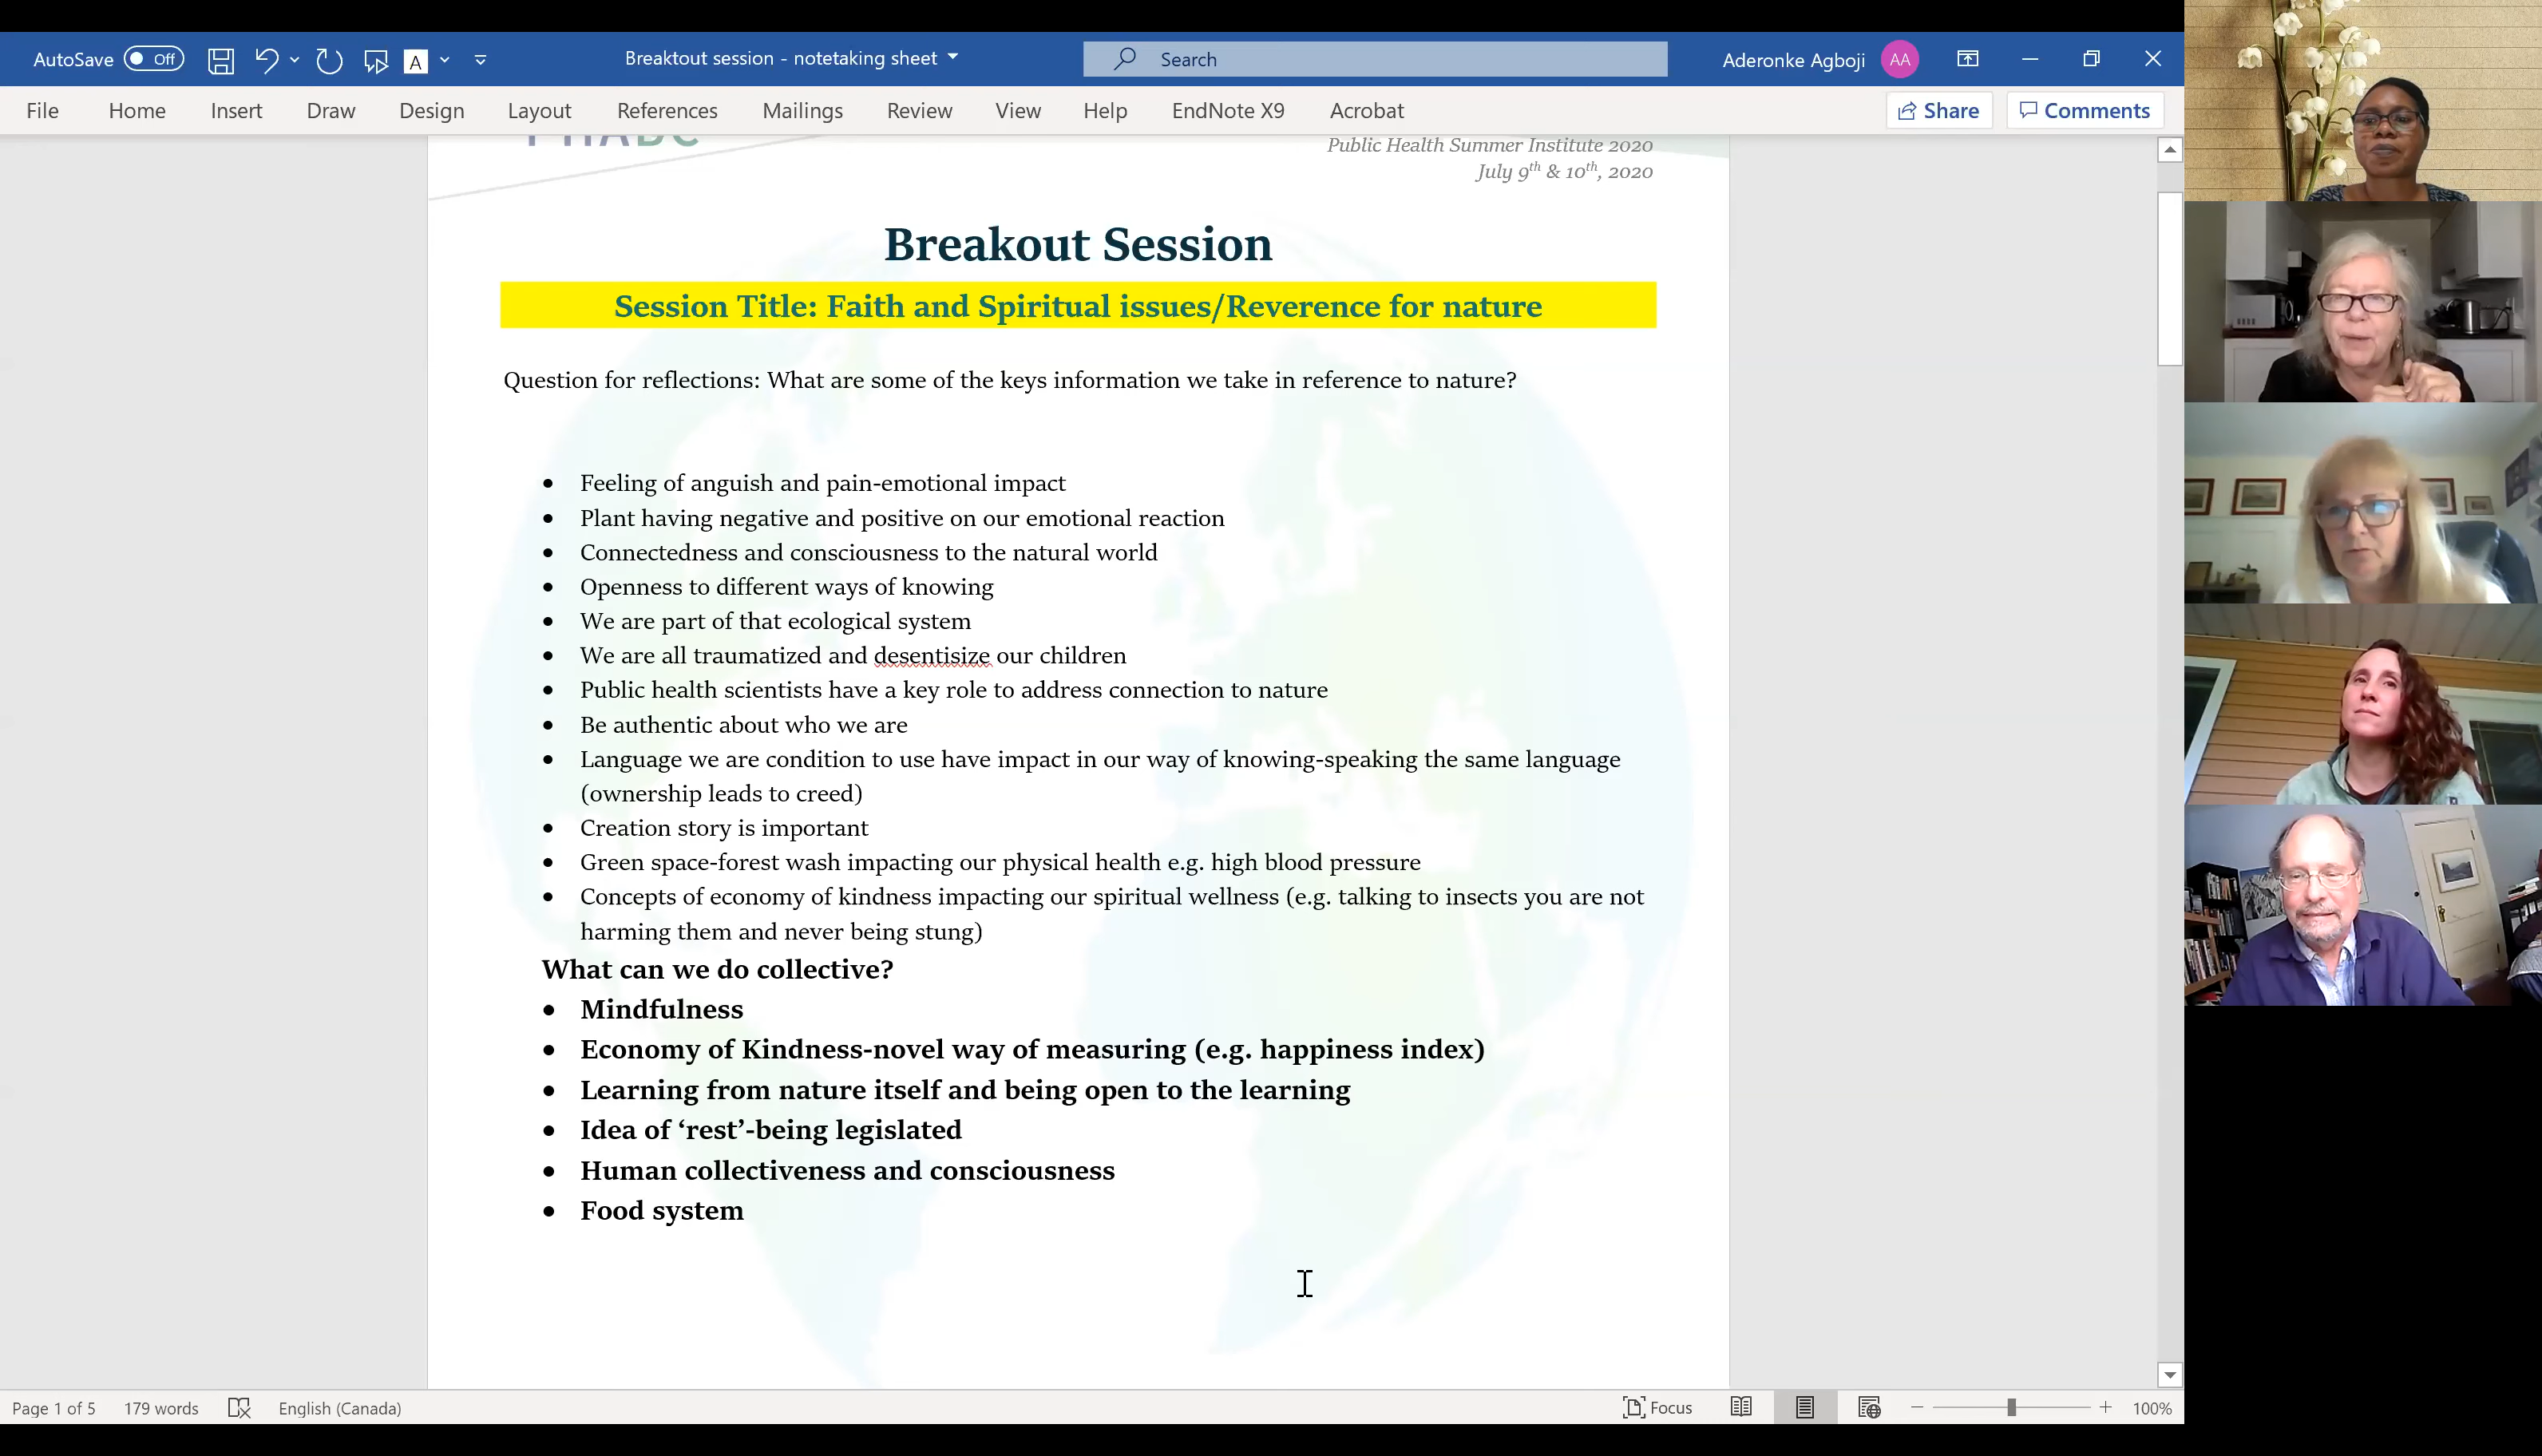 AutoSave Off A Breaktout session - notetaking sheet Search Aderonke Agboji AA
File Home Insert Draw Design Layout References Mailings Review View Help EndNote X9 Acrobat Share Comments
PHABC
Public Health Summer Institute 2020
July 9th & 10th, 2020
Breakout Session
Session Title: Faith and Spiritual issues/Reverence for nature
Question for reflections: What are some of the keys information we take in reference to nature?
• Feeling of anguish and pain-emotional impact
• Plant having negative and positive on our emotional reaction
• Connectedness and consciousness to the natural world
• Openness to different ways of knowing
• We are part of that ecological system
• We are all traumatized and desentisize our children
• Public health scientists have a key role to address connection to nature
• Be authentic about who we are
• Language we are condition to use have impact in our way of knowing-speaking the same language
(ownership leads to creed)
• Creation story is important
• Green space-forest wash impacting our physical health e.g. high blood pressure
• Concepts of economy of kindness impacting our spiritual wellness (e.g. talking to insects you are not
harming them and never being stung)
What can we do collective?
• Mindfulness
• Economy of Kindness-novel way of measuring (e.g. happiness index)
• Learning from nature itself and being open to the learning
• Idea of ‘rest’-being legislated
• Human collectiveness and consciousness
• Food system
Page 1 of 5 179 words English (Canada) Focus 100%